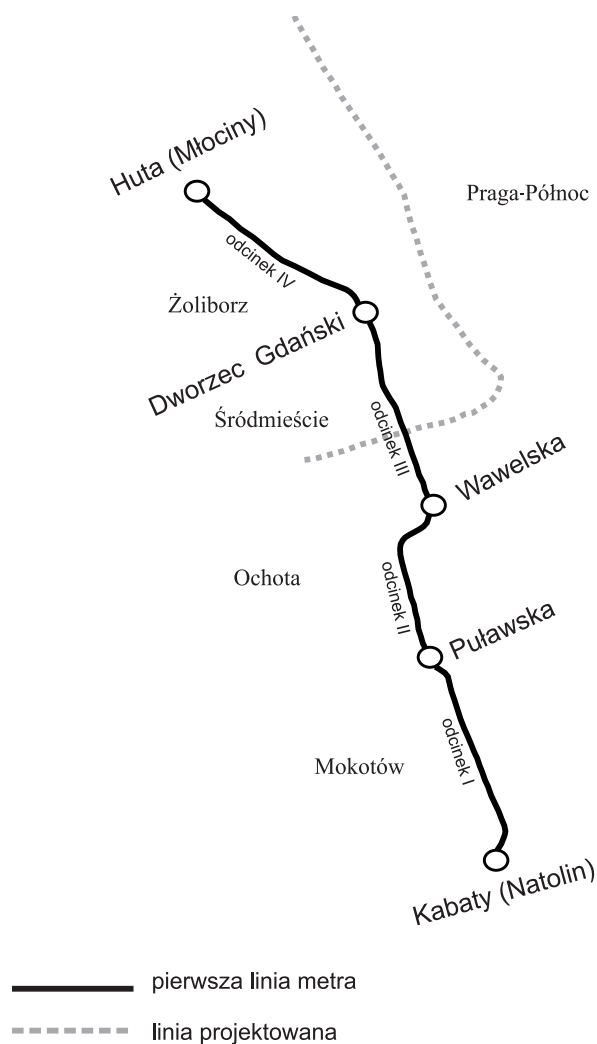 Huta (Młociny)
Praga-Północ
odcinek IV
Żoliborz
Dworzec Gdański
Śródmieście
odcinek III
Wawelska
Ochota
odcinek II
Puławska
Mokotów
odcinek I
Kabaty (Natolin)
pierwsza linia metra
linia projektowana